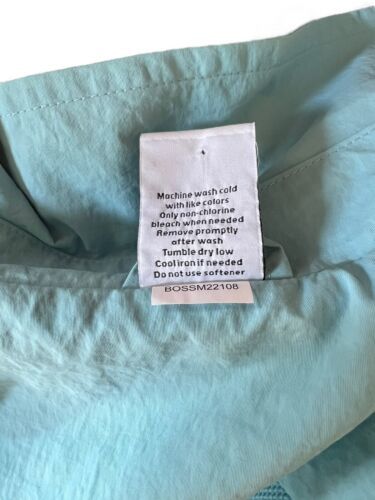 Machine wash cold
with like colors
Only non-chlorine
bleach when needed
Remove promptly
after wash
Tumble dry low
Cool iron if needed
Do not use softener
BOSSM22108